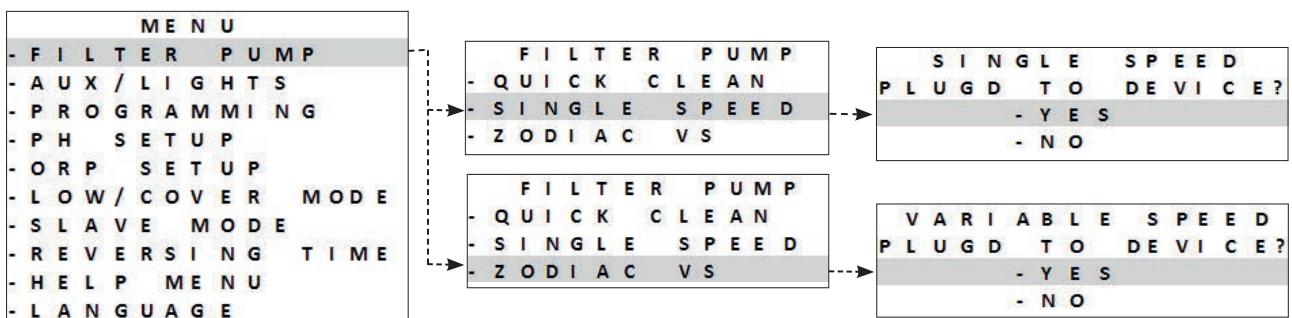 MENU
- FILTER PUMP
- AUX/LIGHTS
- PROGRAMMING
- PH SETUP
- ORP SETUP
- LOW/COVER MODE
- SLAVE MODE
- REVERSING TIME
- HELP MENU
- LANGUAGE
FILTER PUMP
- QUICK CLEAN
- SINGLE SPEED
- ZODIAC VS
SINGLE SPEED
PLUGD TO DEVICE?
- YES
- NO
FILTER PUMP
- QUICK CLEAN
- SINGLE SPEED
- ZODIAC VS
VARIABLE SPEED
PLUGD TO DEVICE?
- YES
- NO